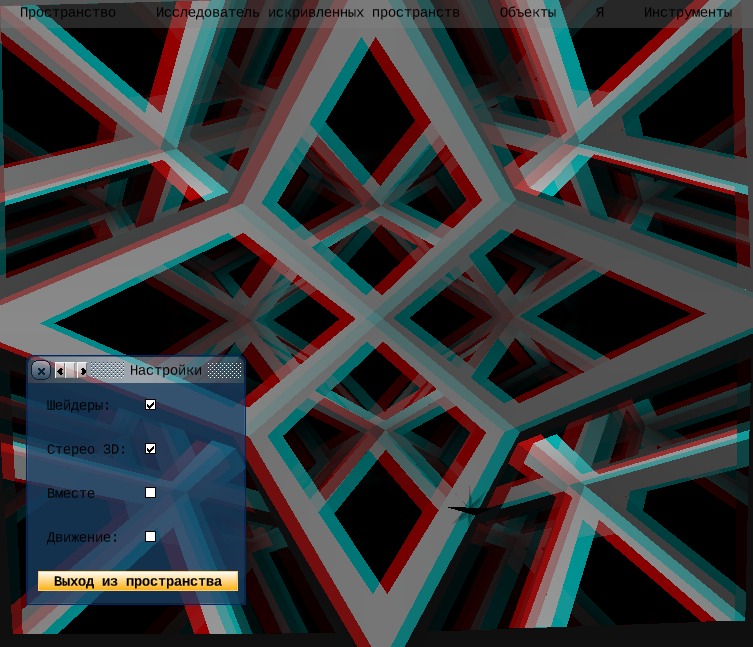 Пространство Исследователь искривленных пространств Объекты Я Инструменты
Настройки
Шейдеры:
Стерео 3D:
Вместе
Движение:
Выход из пространства